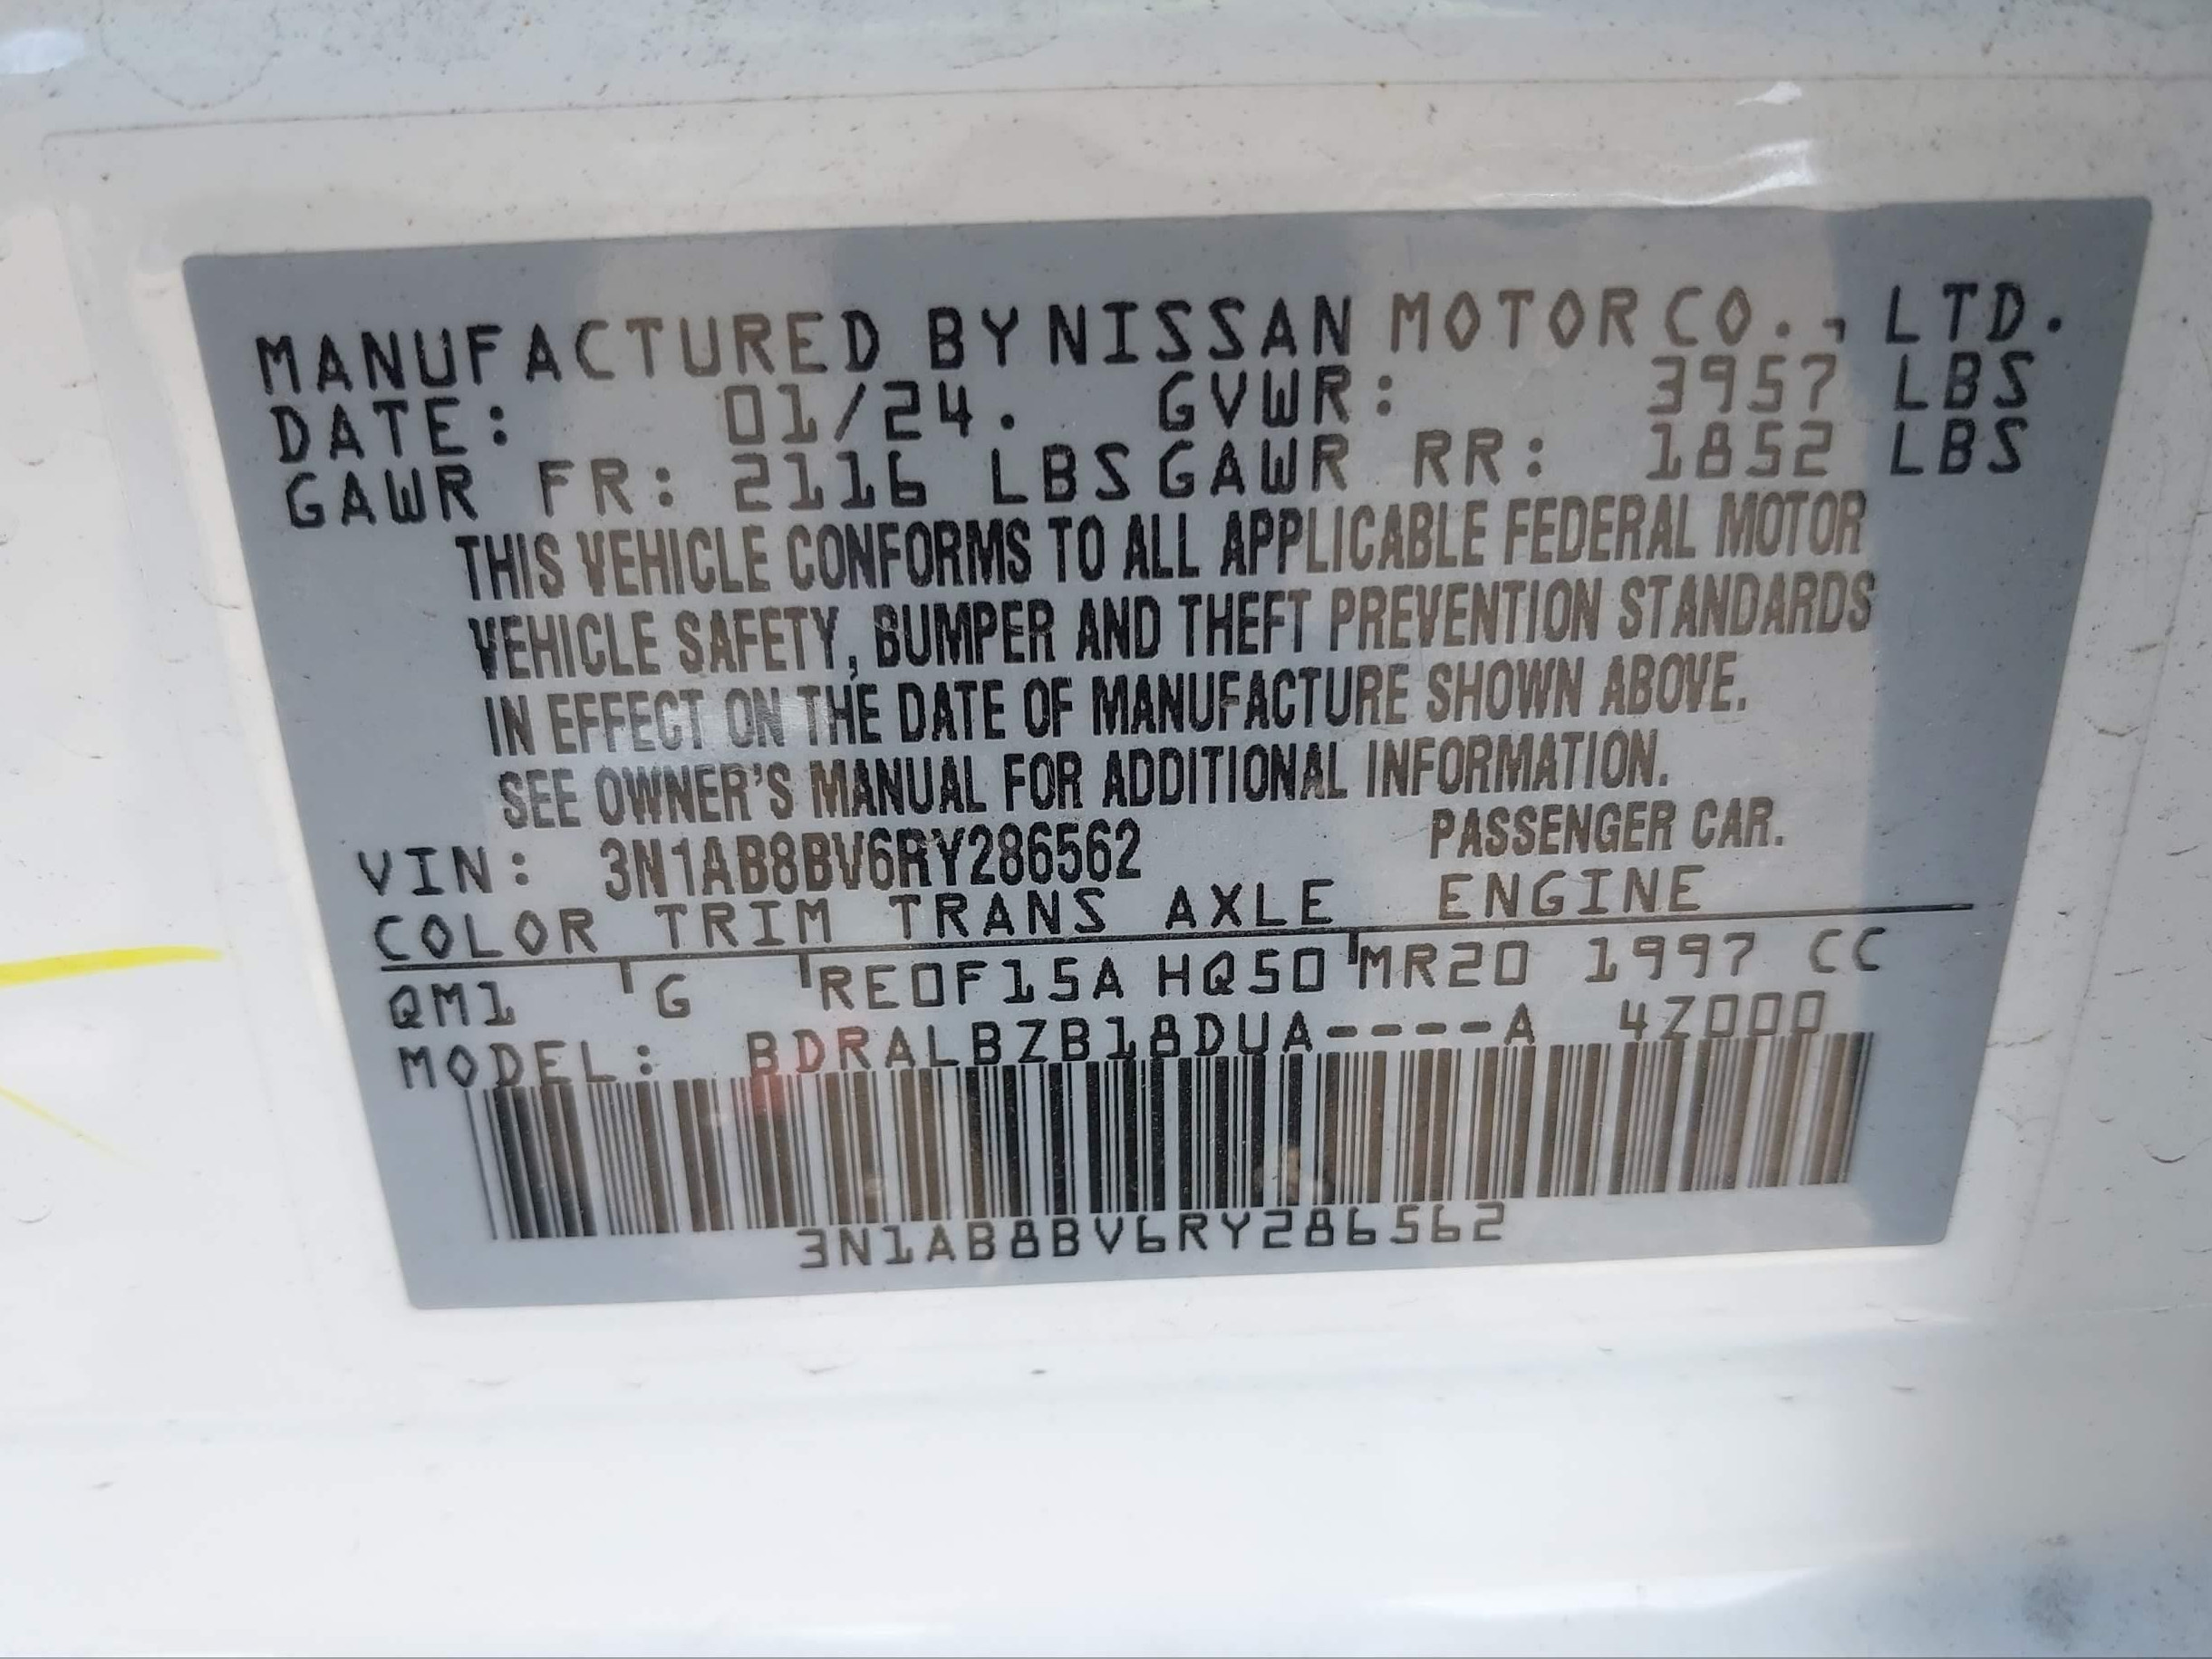 MANUFACTURED BY NISSAN MOTOR CO., LTD.
DATE: 01/24. GVWR: 3957 LBS
GAWR FR: 2116 LBS GAWR RR: 1852 LBS
THIS VEHICLE CONFORMS TO ALL APPLICABLE FEDERAL MOTOR
VEHICLE SAFETY, BUMPER AND THEFT PREVENTION STANDARDS
IN EFFECT ON THE DATE OF MANUFACTURE SHOWN ABOVE.
SEE OWNER'S MANUAL FOR ADDITIONAL INFORMATION.
VIN: 3N1AB8BV6RY286562 PASSENGER CAR.
COLOR TRIM TRANS AXLE ENGINE
QM1 G RE0F15A HQ50 MR20 1997 CC
MODEL: BDRALBZB18DUA----A 4Z000
3N1AB8BV6RY286562